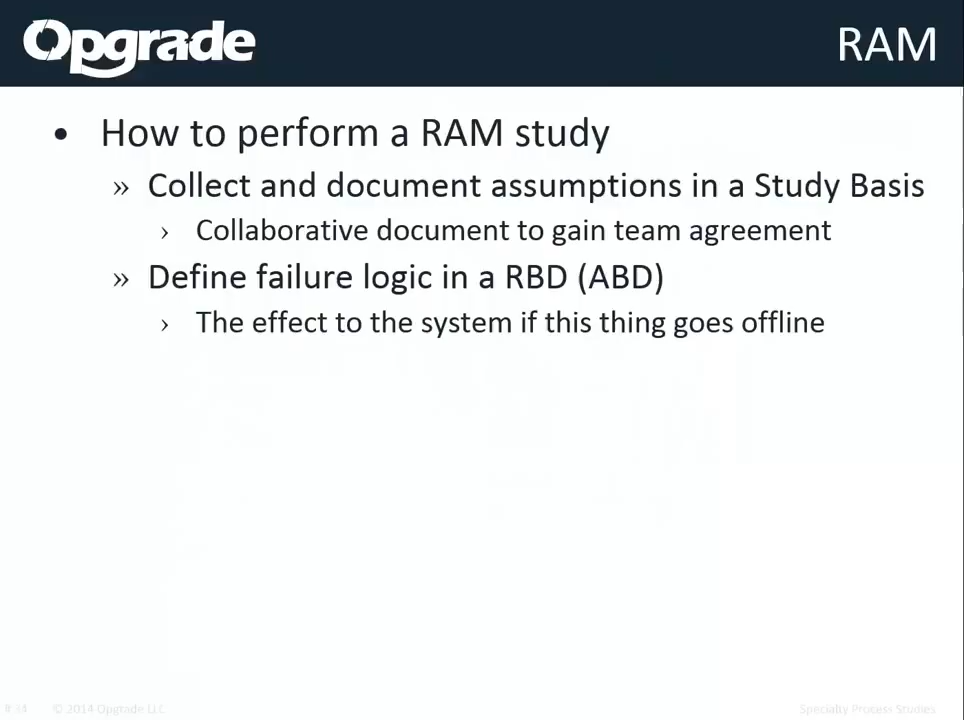 Opgrade
RAM
• How to perform a RAM study
» Collect and document assumptions in a Study Basis
› Collaborative document to gain team agreement
» Define failure logic in a RBD (ABD)
› The effect to the system if this thing goes offline
© 2014 Opgrade LLC
Specialty Process Studies